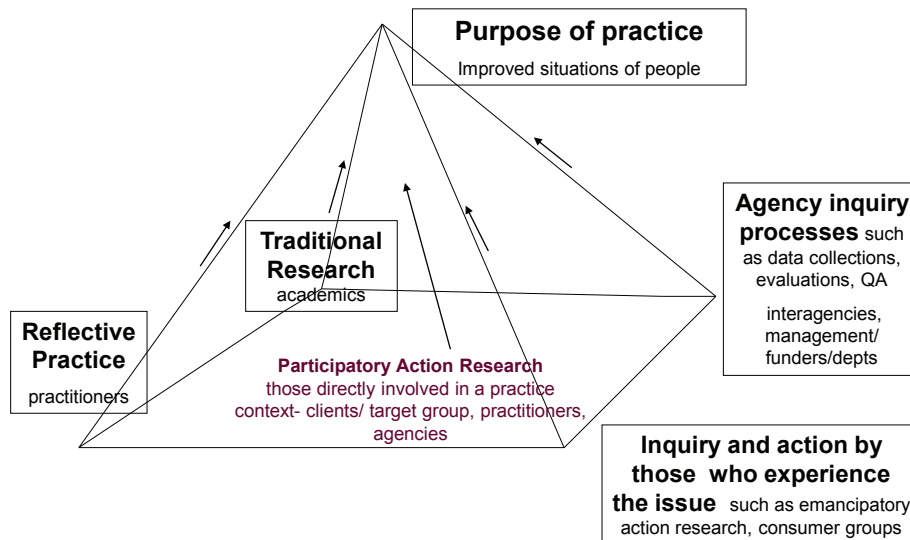 Purpose of practice
Improved situations of people
Agency inquiry
processes such
as data collections,
evaluations, QA
interagencies,
management/
funders/depts
Traditional
Research
academics
Reflective
Practice
practitioners
Participatory Action Research
those directly involved in a practice
context- clients/ target group, practitioners,
agencies
Inquiry and action by
those who experience
the issue such as emancipatory
action research, consumer groups